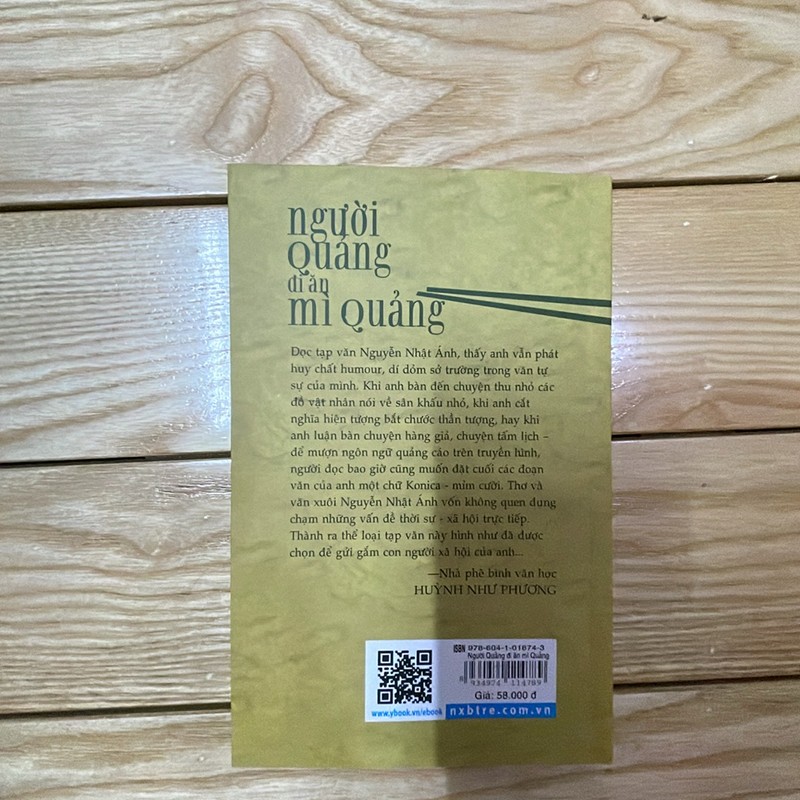 người
Quảng
đi ăn
mì Quảng
Đọc tạp văn Nguyễn Nhật Ánh, thấy anh vẫn phát
huy chất humour, dí dỏm sở trường trong văn tự
sự của mình. Khi anh bàn đến chuyện thu nhỏ các
đồ vật nhân nói về sân khấu nhỏ, khi anh cắt
nghĩa hiện tượng bắt chước thần tượng, hay khi
anh luận bàn chuyện hàng giả, chuyện tấm lịch –
để mượn ngôn ngữ quảng cáo trên truyền hình,
người đọc bao giờ cũng muốn đặt cuối các đoạn
văn của anh một chữ Konica - mỉm cười. Thơ và
văn xuôi Nguyễn Nhật Ánh vốn không quen đụng
chạm những vấn đề thời sự - xã hội trực tiếp.
Thành ra thể loại tạp văn này hình như đã được
chọn để gửi gắm con người xã hội của anh...
—Nhà phê bình văn học
HUỲNH NHƯ PHƯƠNG
ISBN 978-604-1-01874-3
Người Quảng đi ăn mì Quảng
8 934974 114789
Giá: 58.000 đ
www.ybook.vn/ebook
nxbtre.com.vn